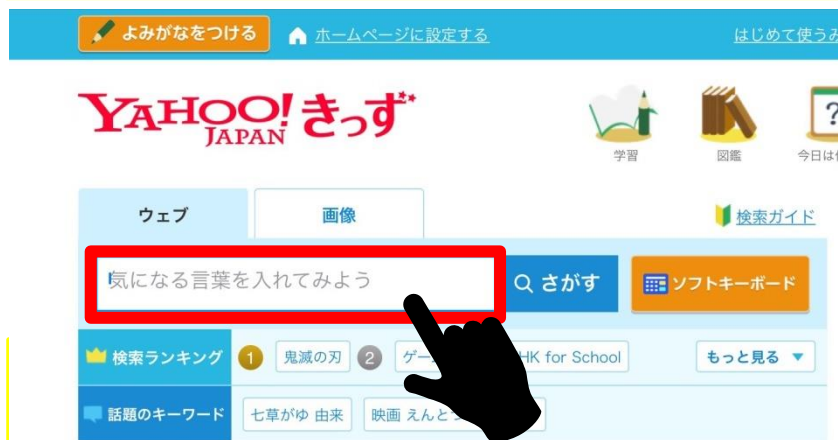 よみがなをつける
ホームページに設定する
はじめて使うみ
YAHOO!きっず
JAPAN
学習
図鑑
?
今日は
ウェブ
画像
検索ガイド
気になる言葉を入れてみよう
さがす
ソフトキーボード
検索ランキング
1
鬼滅の刃
2
ゲー
HK for School
もっと見る
話題のキーワード
七草がゆ 由来
映画 えんと